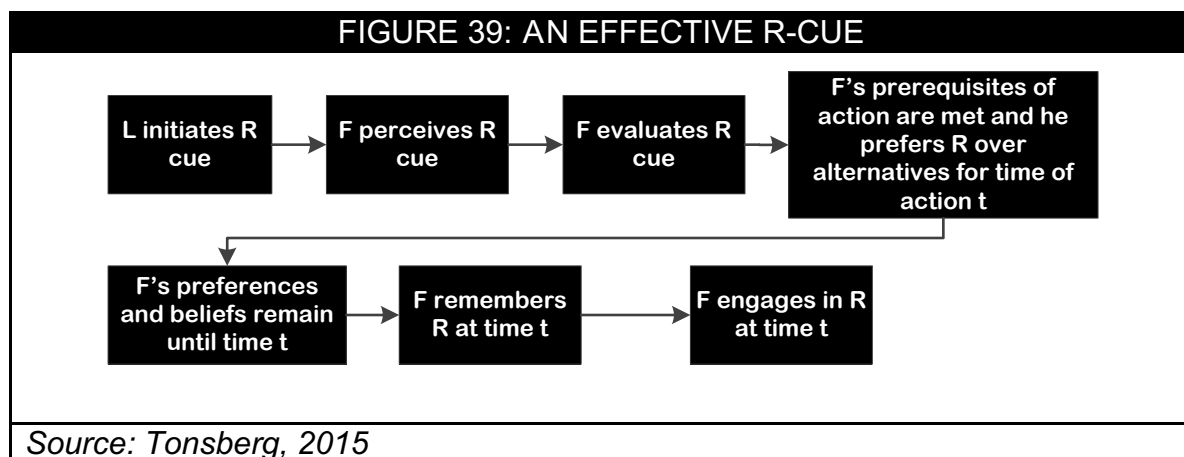 FIGURE 39: AN EFFECTIVE R-CUE
L initiates R
cue
F perceives R
cue
F evaluates R
cue
F's prerequisites of
action are met and he
prefers R over
alternatives for time of
action t
F's preferences
and beliefs remain
until time t
F remembers
R at time t
F engages in R
at time t
Source: Tonsberg, 2015